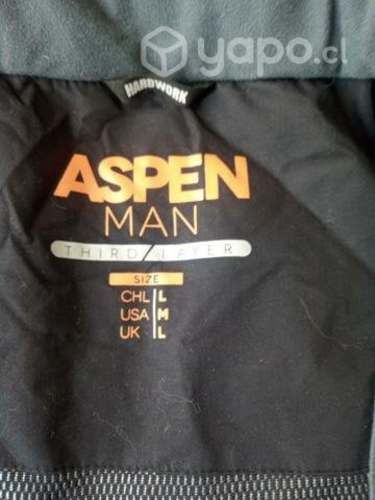 yapo.cl
HARDWORK
ASPEN
MAN
THIRD/LAYER
SIZE
CHL L
USA M
UK L